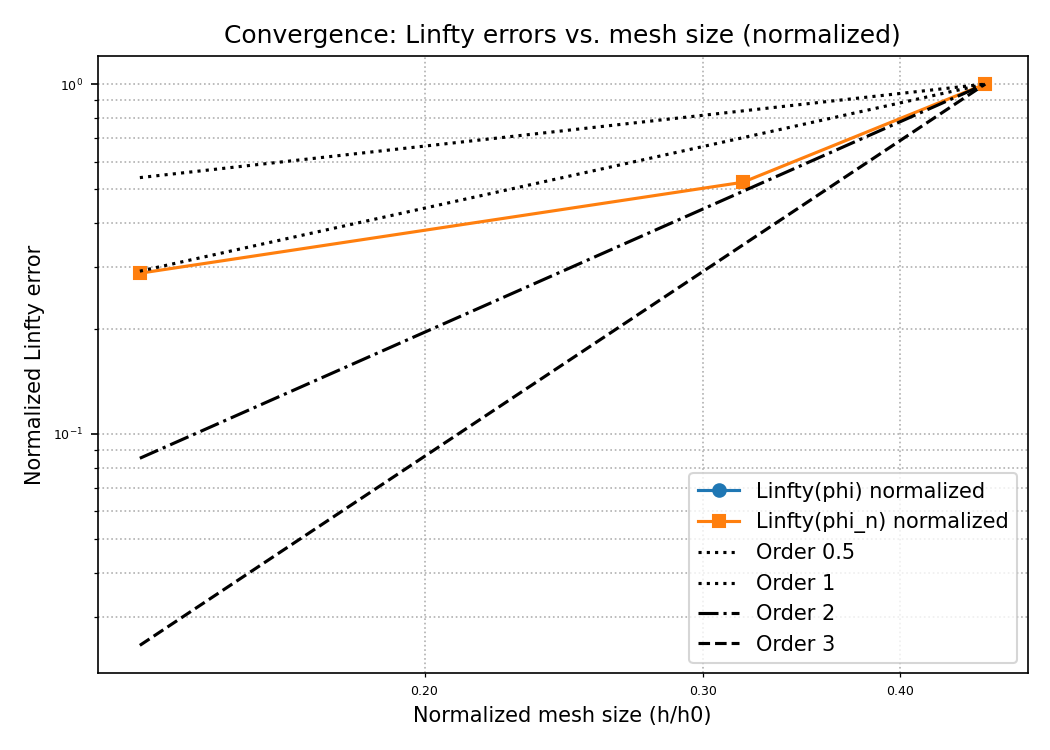 Convergence: Linfty errors vs. mesh size (normalized)
Normalized Linfty error
10⁰
10⁻¹
Linfty(phi) normalized
Linfty(phi_n) normalized
Order 0.5
Order 1
Order 2
Order 3
0.20
0.30
0.40
Normalized mesh size (h/h0)